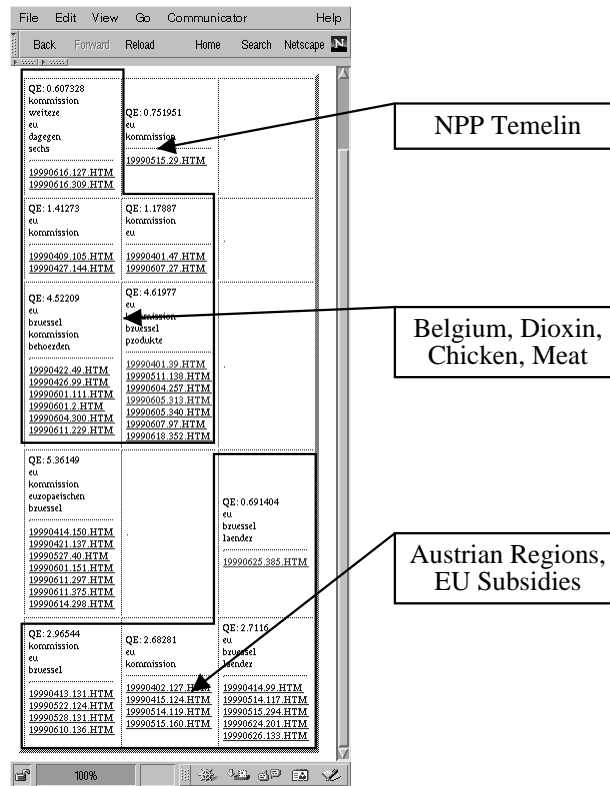 File Edit View Go Communicator Help
Back Forward Reload Home Search Netscape N
QE: 0.607328
kommission
weitere
eu
dagegen
sechs
19990616.127.HTM
19990616.309.HTM
QE: 0.751951
eu
kommission
19990515.29.HTM
.
NPP Temelin
QE: 1.41273
eu
kommission
19990409.105.HTM
19990427.144.HTM
QE: 1.17887
kommission
eu
19990401.47.HTM
19990607.27.HTM
.
QE: 4.52209
eu
bruessel
kommission
behoerden
19990422.49.HTM
19990426.99.HTM
19990601.111.HTM
19990601.2.HTM
19990604.300.HTM
19990611.229.HTM
QE: 4.61977
eu
kommission
bruessel
produkte
19990401.39.HTM
19990511.138.HTM
19990604.257.HTM
19990605.313.HTM
19990605.340.HTM
19990607.97.HTM
19990618.352.HTM
.
Belgium, Dioxin,
Chicken, Meat
QE: 5.36149
eu
kommission
europaeischen
bruessel
19990414.150.HTM
19990421.137.HTM
19990527.40.HTM
19990601.151.HTM
19990611.297.HTM
19990611.375.HTM
19990614.298.HTM
.
QE: 0.691404
eu
bruessel
laender
19990625.385.HTM
Austrian Regions,
EU Subsidies
QE: 2.96544
kommission
eu
bruessel
19990413.131.HTM
19990522.124.HTM
19990528.131.HTM
19990610.136.HTM
QE: 2.68281
eu
kommission
19990402.127.HTM
19990415.124.HTM
19990514.119.HTM
19990515.160.HTM
QE: 2.7116
eu
bruessel
laender
19990414.99.HTM
19990514.117.HTM
19990515.294.HTM
19990624.201.HTM
19990626.133.HTM
100%